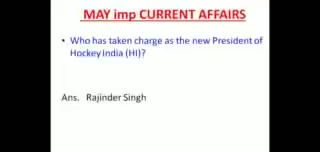 MAY imp CURRENT AFFAIRS
• Who has taken charge as the new President of
Hockey India (HI)?
Ans. Rajinder Singh